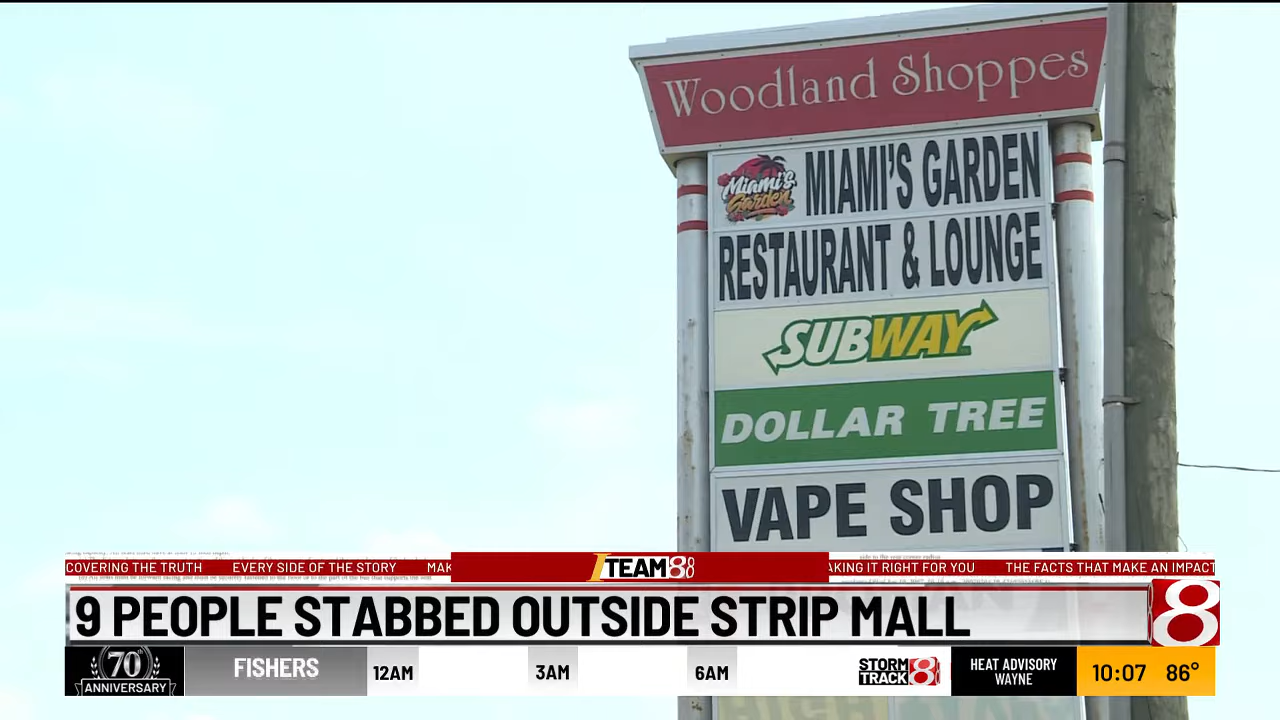 Woodland Shoppes
Miami's
Garden
MIAMI'S GARDEN
RESTAURANT & LOUNGE
SUBWAY
DOLLAR TREE
VAPE SHOP
COVERING THE TRUTH EVERY SIDE OF THE STORY MAK
I TEAM 8
AKING IT RIGHT FOR YOU THE FACTS THAT MAKE AN IMPACT
9 PEOPLE STABBED OUTSIDE STRIP MALL
8
70th
ANNIVERSARY
FISHERS
12AM
3AM
6AM
STORM
TRACK 8
HEAT ADVISORY
WAYNE
10:07 86°